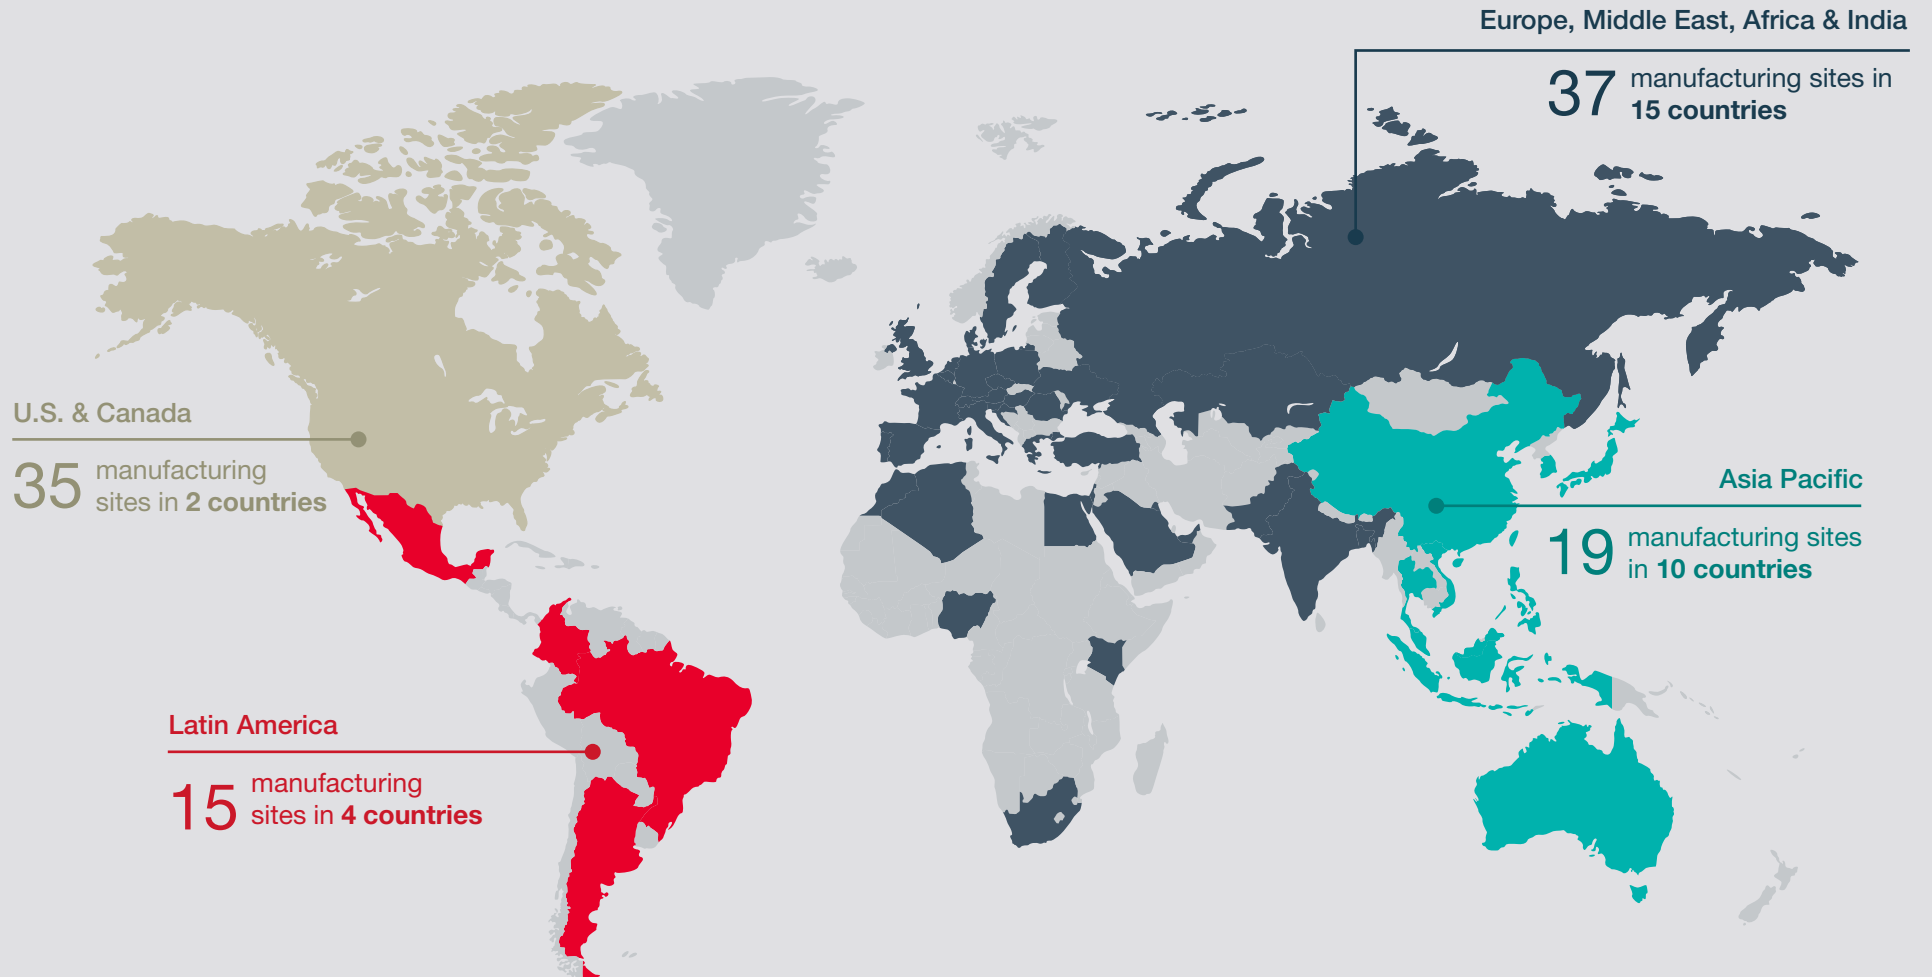 Europe, Middle East, Africa & India
37 manufacturing sites in
15 countries
U.S. & Canada
35 manufacturing
sites in 2 countries
Asia Pacific
19 manufacturing sites
in 10 countries
Latin America
15 manufacturing
sites in 4 countries